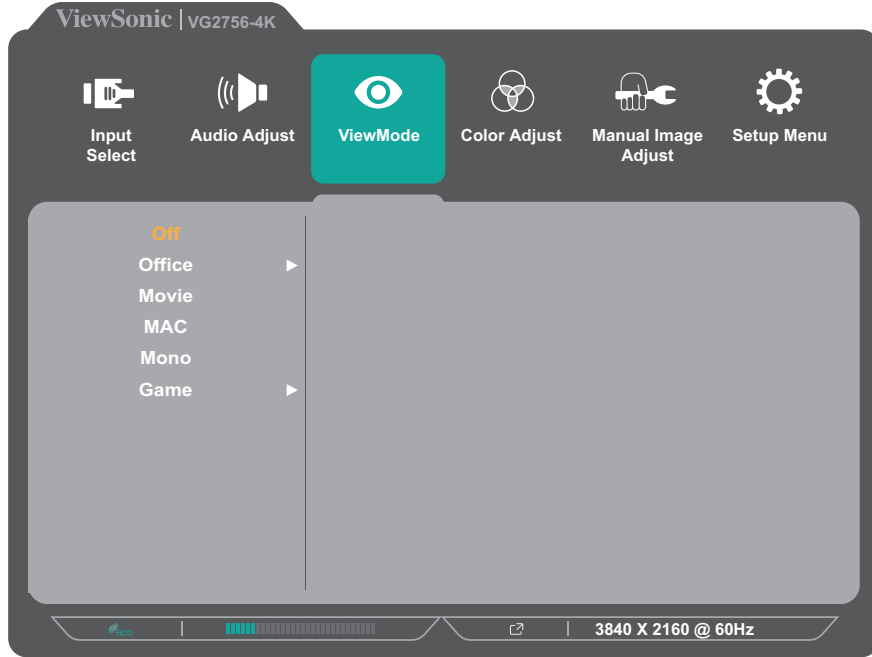 ViewSonic | VG2756-4K
Input
Select
Audio Adjust
ViewMode
Color Adjust
Manual Image
Adjust
Setup Menu
Off
Office
Movie
MAC
Mono
Game
eco
3840 X 2160 @ 60Hz